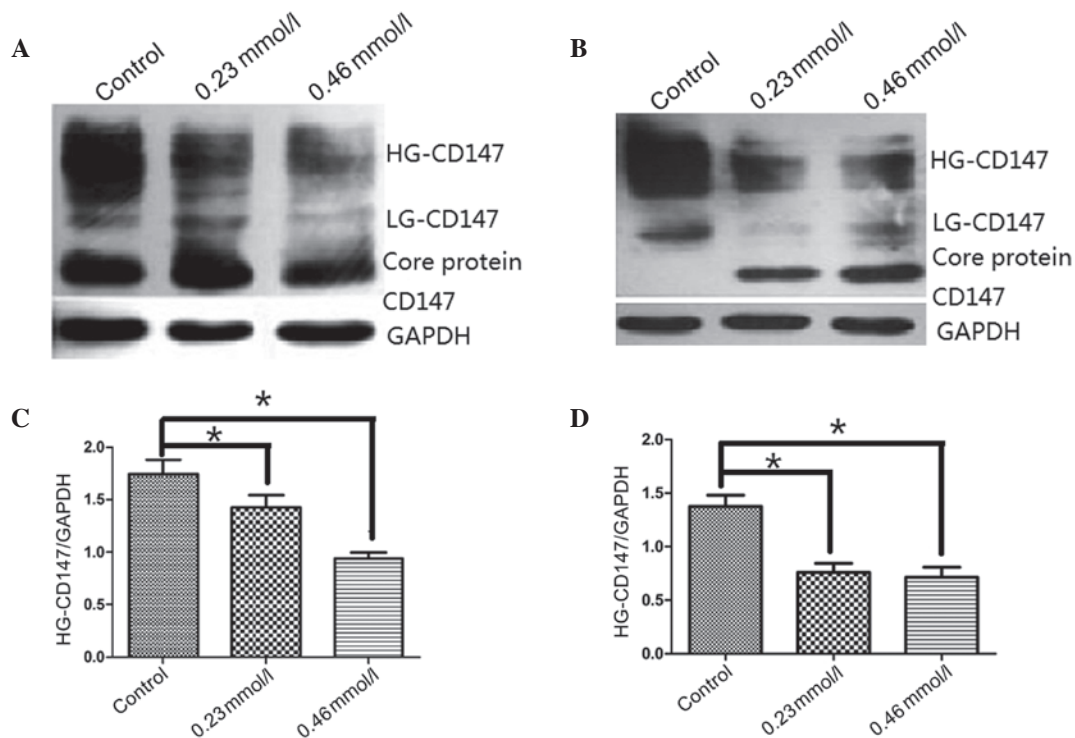 A
Control
0.23 mmol/l
0.46 mmol/l
HG-CD147
LG-CD147
Core protein
CD147
GAPDH
B
Control
0.23 mmol/l
0.46 mmol/l
HG-CD147
LG-CD147
Core protein
CD147
GAPDH
C
*
*
HG-CD147/GAPDH
2.0
1.5
1.0
0.5
0.0
Control
0.23 mmol/l
0.46 mmol/l
D
*
*
HG-CD147/GAPDH
2.0
1.5
1.0
0.5
0.0
Control
0.23 mmol/l
0.46 mmol/l